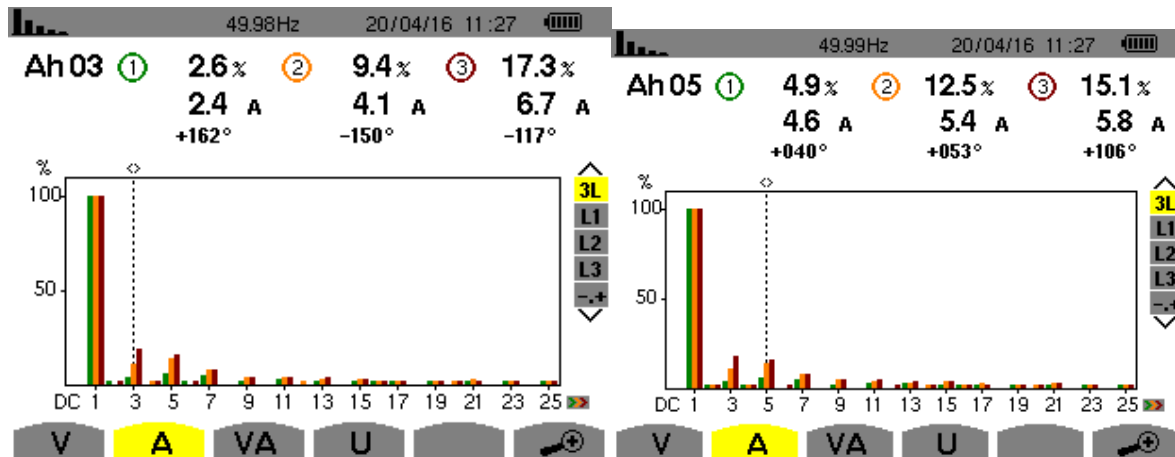 49.98Hz 20/04/16 11:27
Ah 03 1 2.6% 2 9.4% 3 17.3%
2.4 A 4.1 A 6.7 A
+162° -150° -117°
%
100
50
3L
L1
L2
L3
-.+
DC 1 3 5 7 9 11 13 15 17 19 21 23 25
V A VA U
49.99Hz 20/04/16 11:27
Ah 05 1 4.9% 2 12.5% 3 15.1%
4.6 A 5.4 A 5.8 A
+040° +053° +106°
%
100
50
3L
L1
L2
L3
DC 1 3 5 7 9 11 13 15 17 19 21 23 25
V A VA U